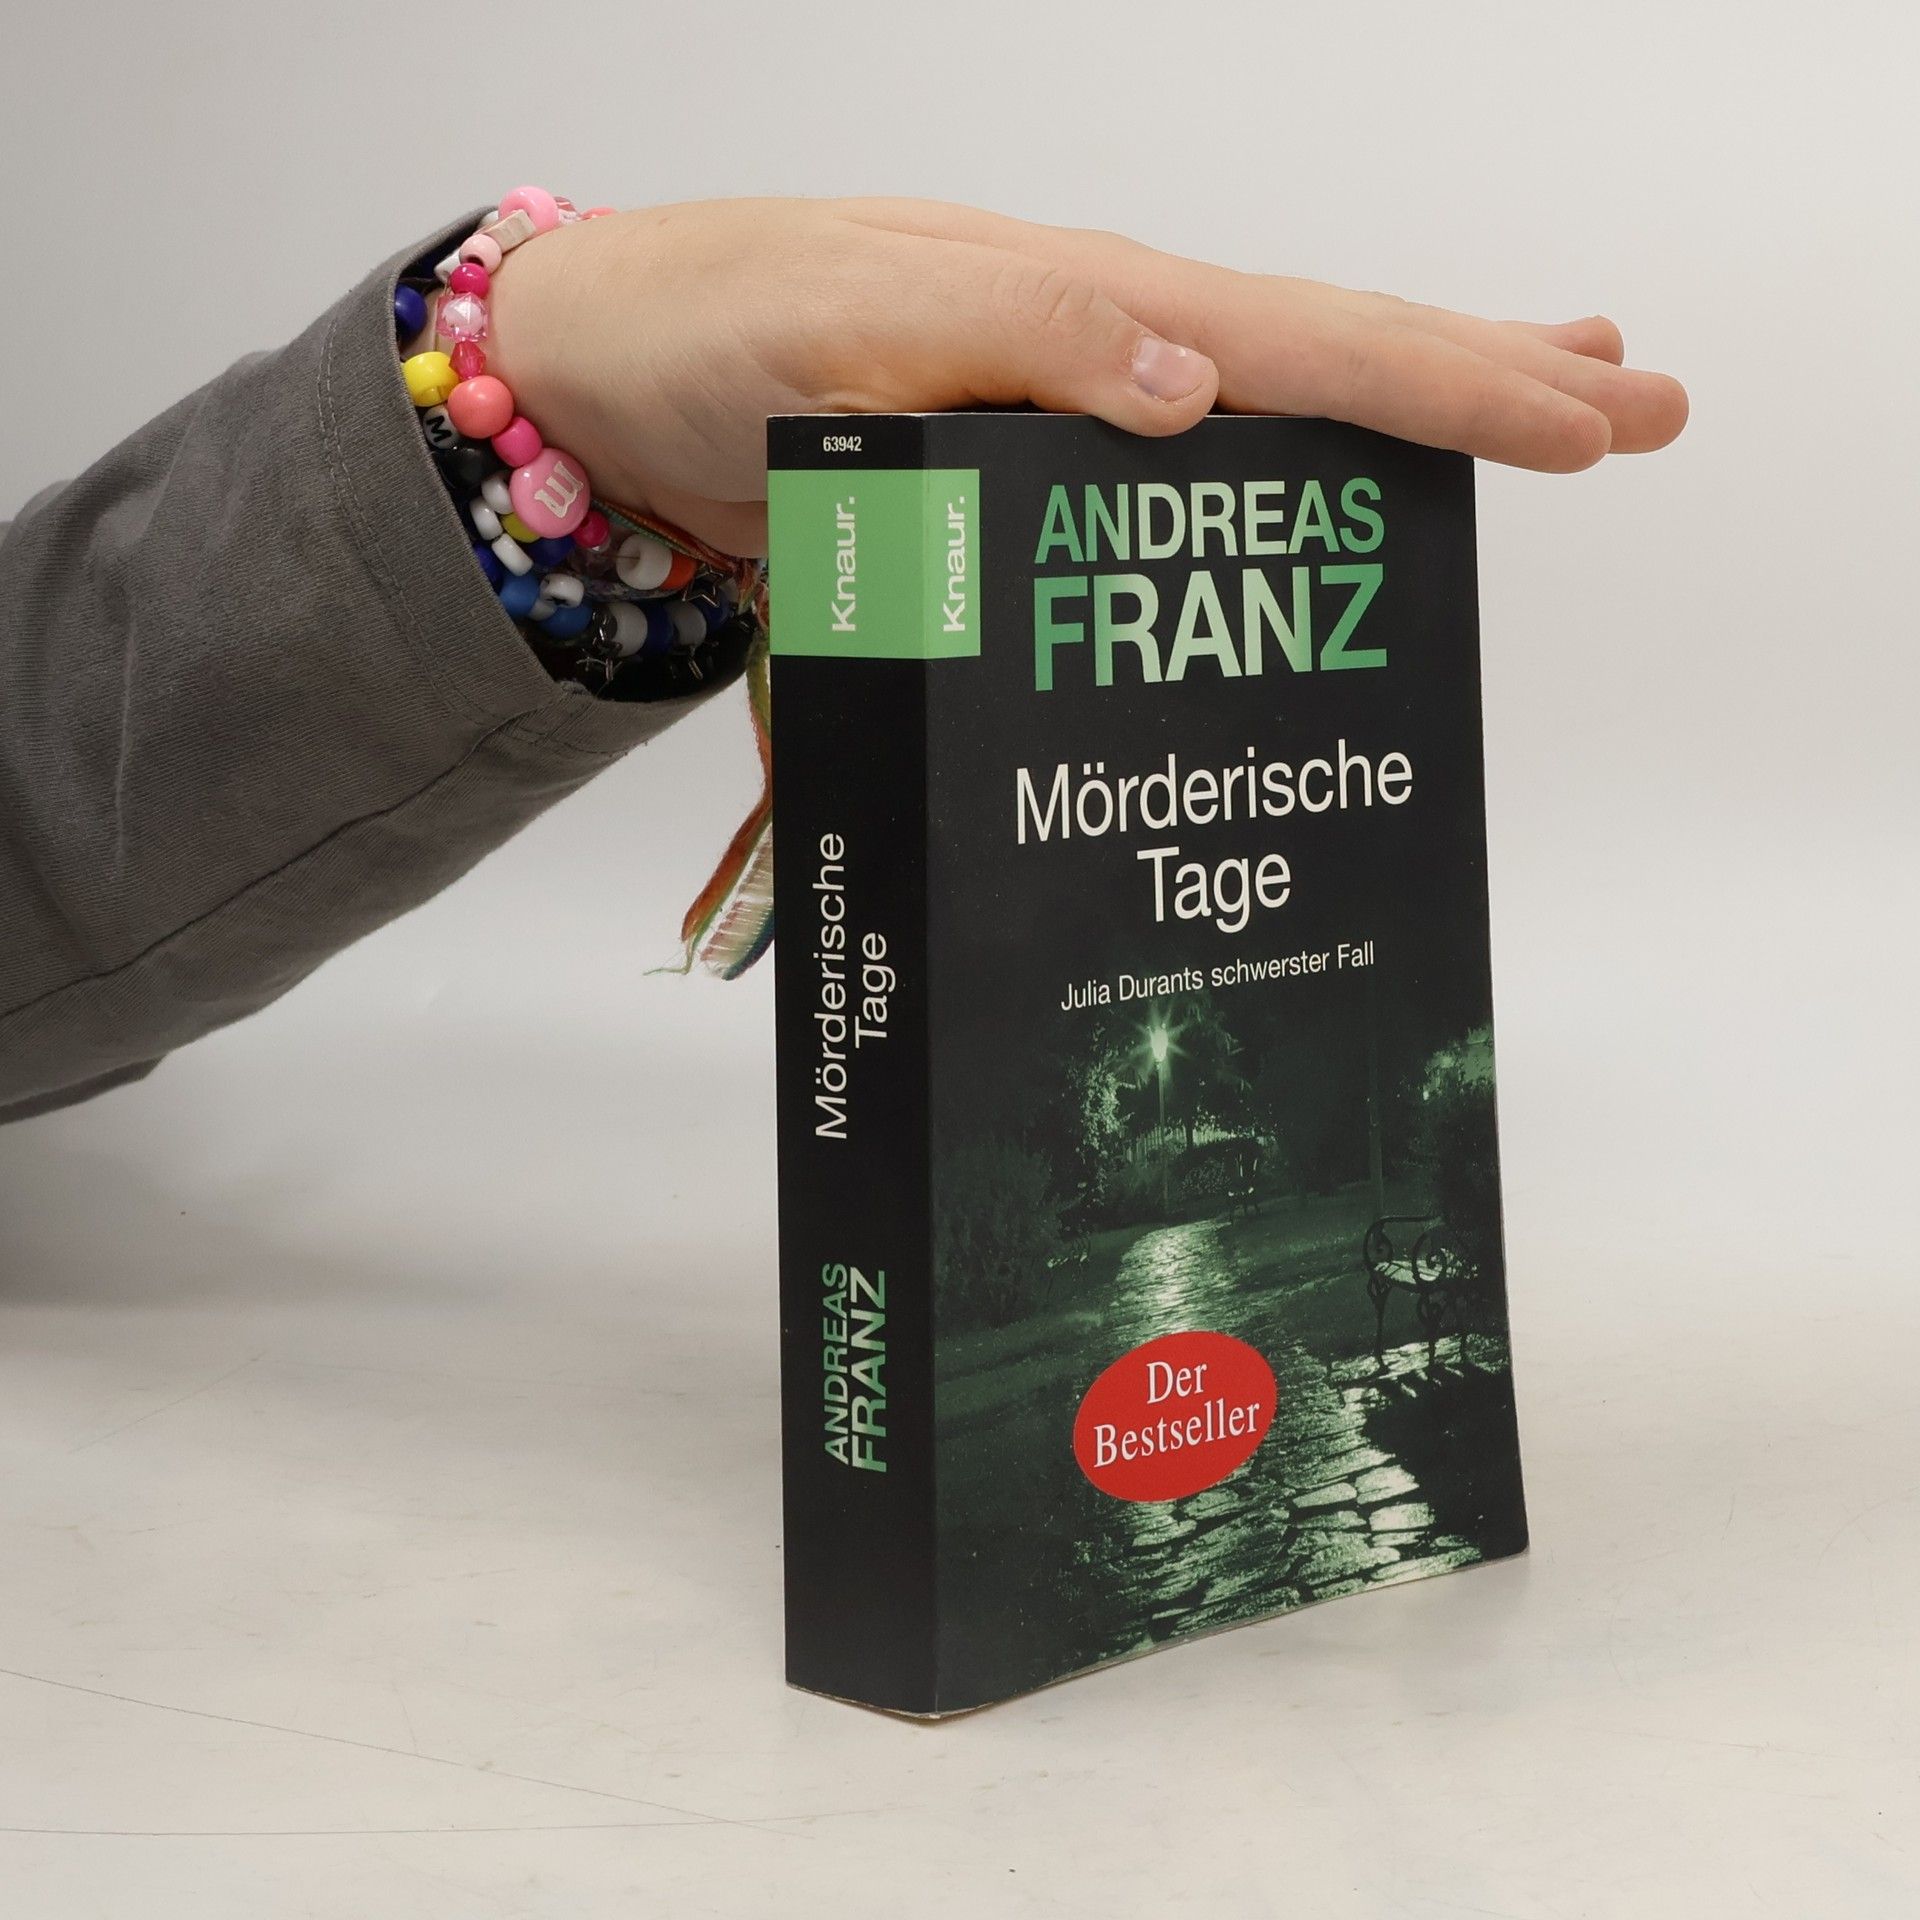 63942
Knaur.
Mörderische
Tage
ANDREAS
FRANZ
Knaur.
ANDREAS
FRANZ
Mörderische
Tage
Julia Durants schwerster Fall
Der
Bestseller
M
m